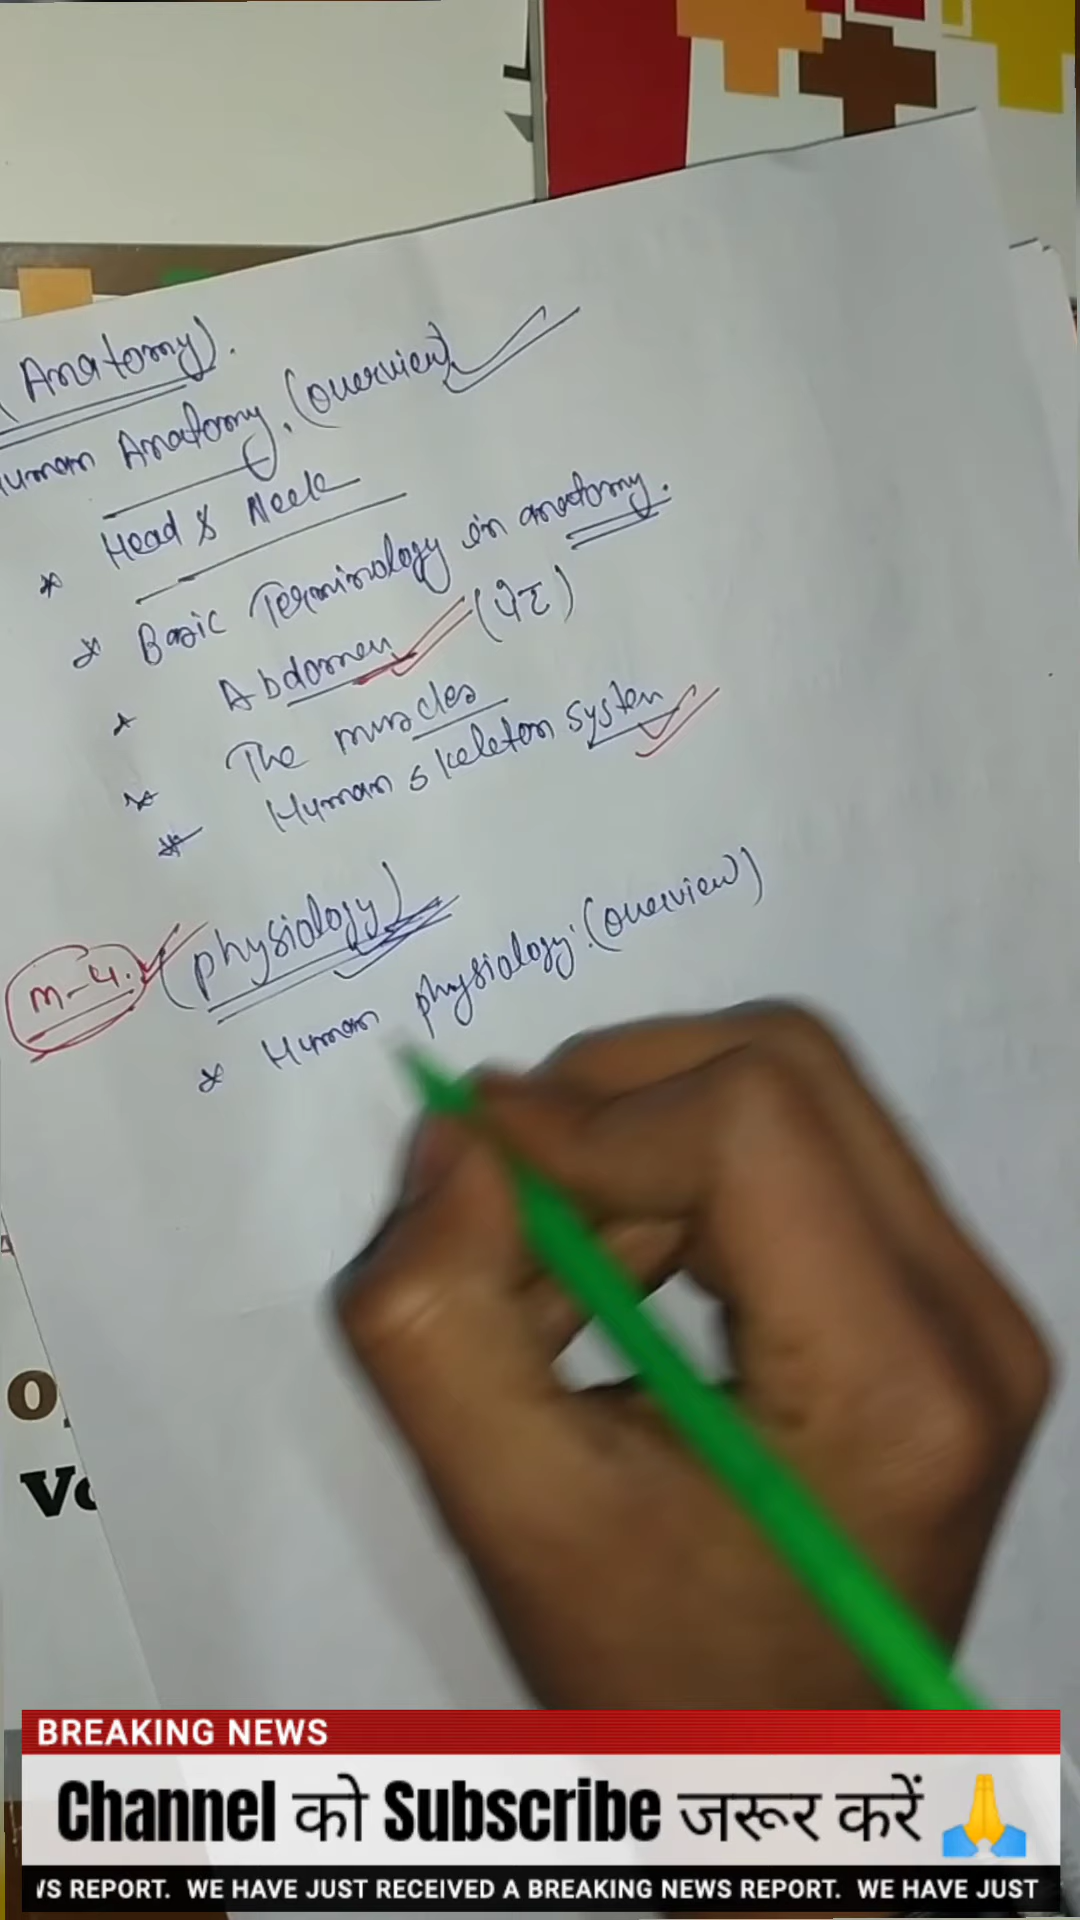 (Anatomy).
Human Anatomy. (overview)
* Head & Neck
* Basic Terminology in anatomy.
* Abdomen (पेट)
* The muscles
* Human skeleton system
M-4. (physiology)
* Human physiology: (overview)
O
Vo
BREAKING NEWS
Channel को Subscribe जरूर करें 🙏
WS REPORT. WE HAVE JUST RECEIVED A BREAKING NEWS REPORT. WE HAVE JUST